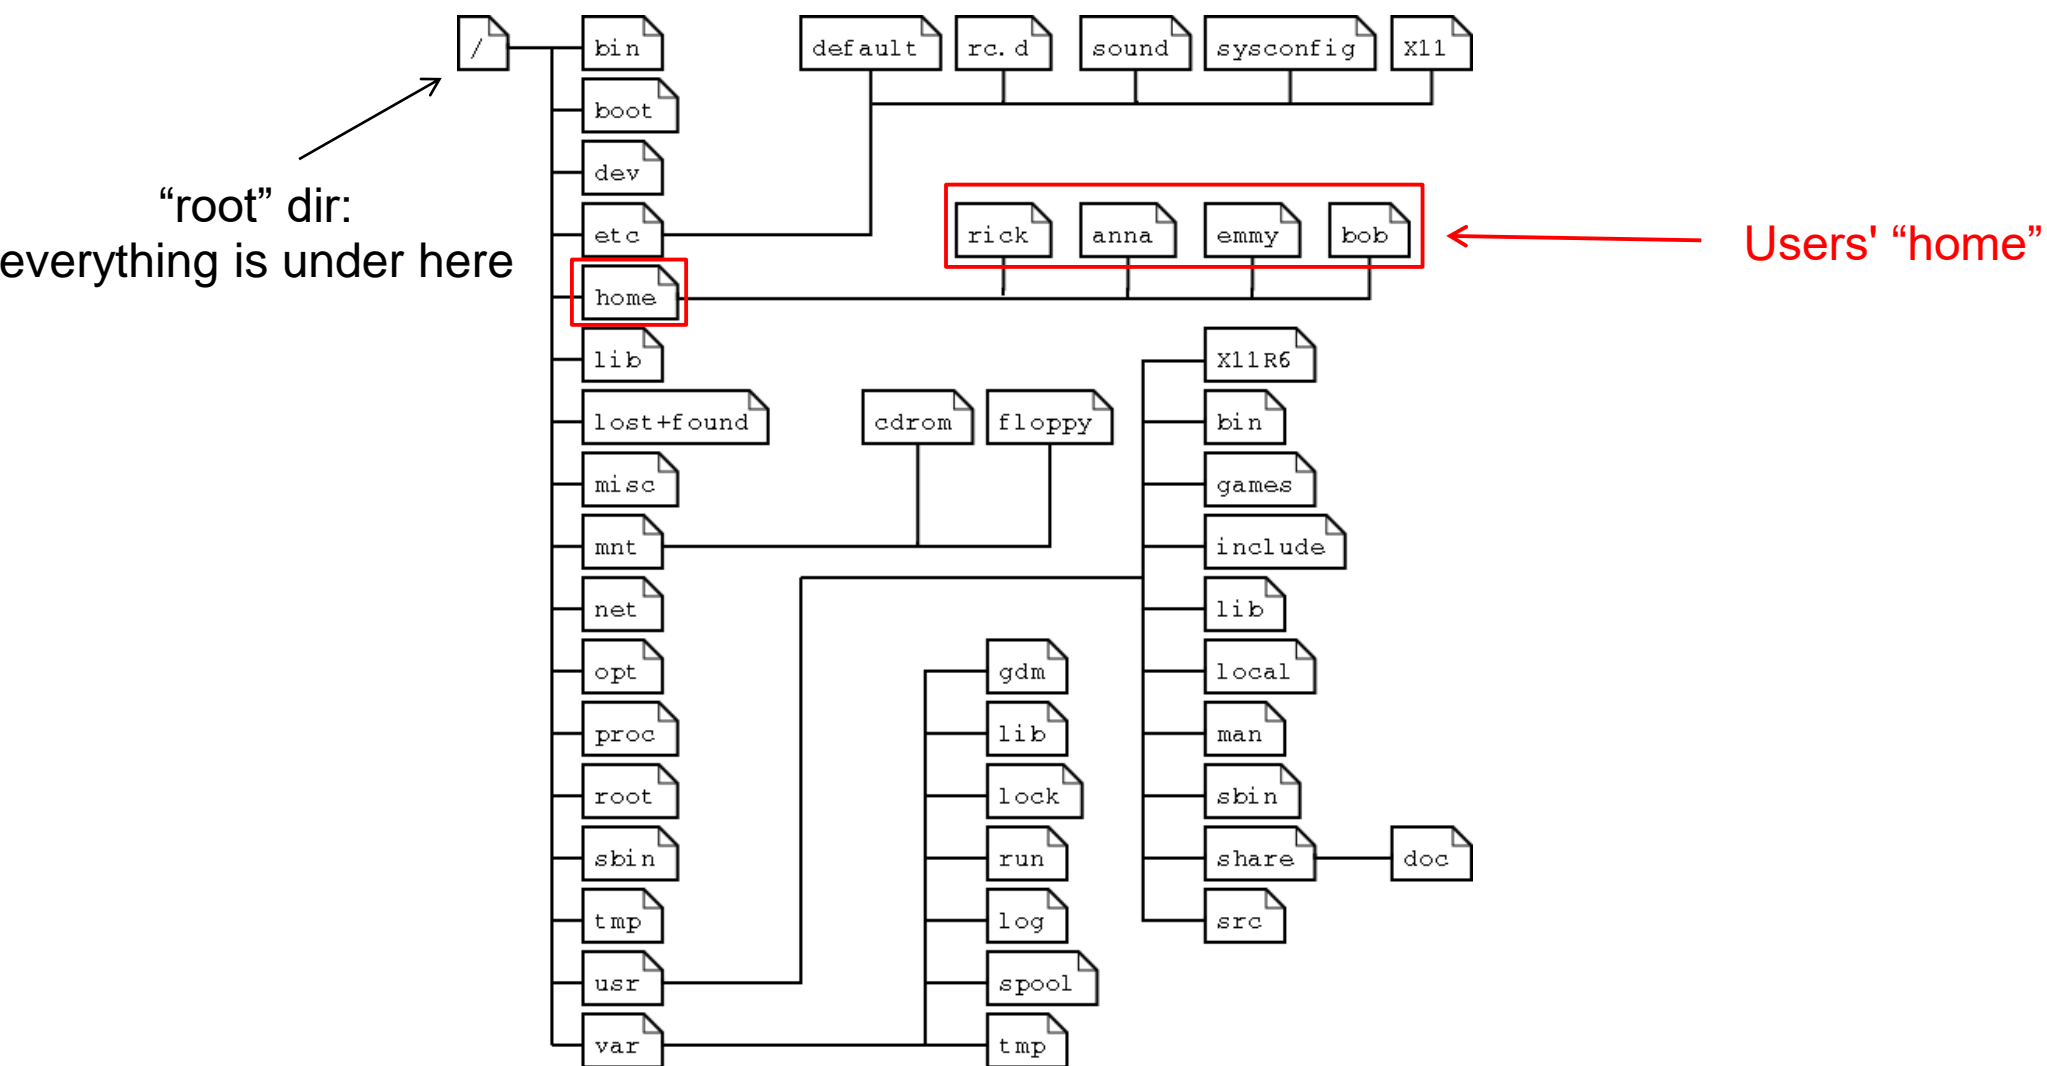 / bin default rc.d sound sysconfig X11
boot
dev
“root” dir:
everything is under here
etc rick anna emmy bob
Users' “home”
home
lib X11R6
lost+found cdrom floppy bin
misc games
mnt include
net lib
opt gdm local
proc lib man
root lock sbin
sbin run share doc
tmp log src
usr spool
var tmp